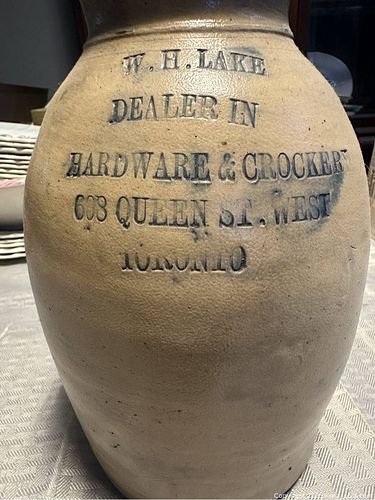 W. H. LAKE
DEALER IN
HARDWARE & CROCKERY
608 QUEEN ST. WEST
TORONTO